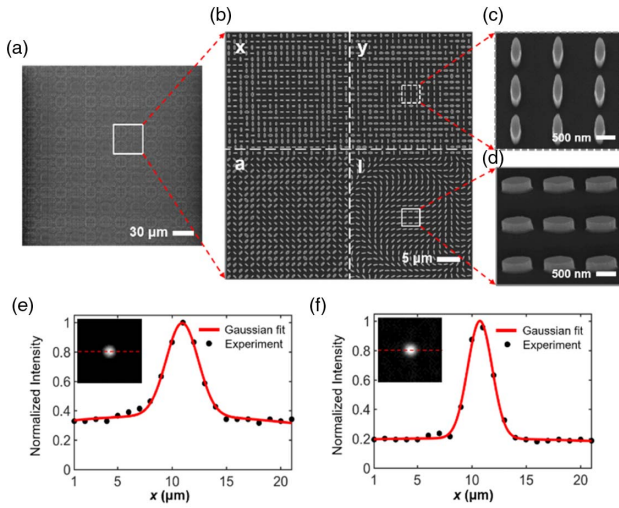 (a)
30 μm
(b)
x
y
a
l
5 μm
(c)
500 nm
(d)
500 nm
(e)
Normalized Intensity
1
0.8
0.6
0.4
0.2
0
Gaussian fit
Experiment
1
5
10
15
20
x (μm)
(f)
Normalized Intensity
1
0.8
0.6
0.4
0.2
0
Gaussian fit
Experiment
1
5
10
15
20
x (μm)